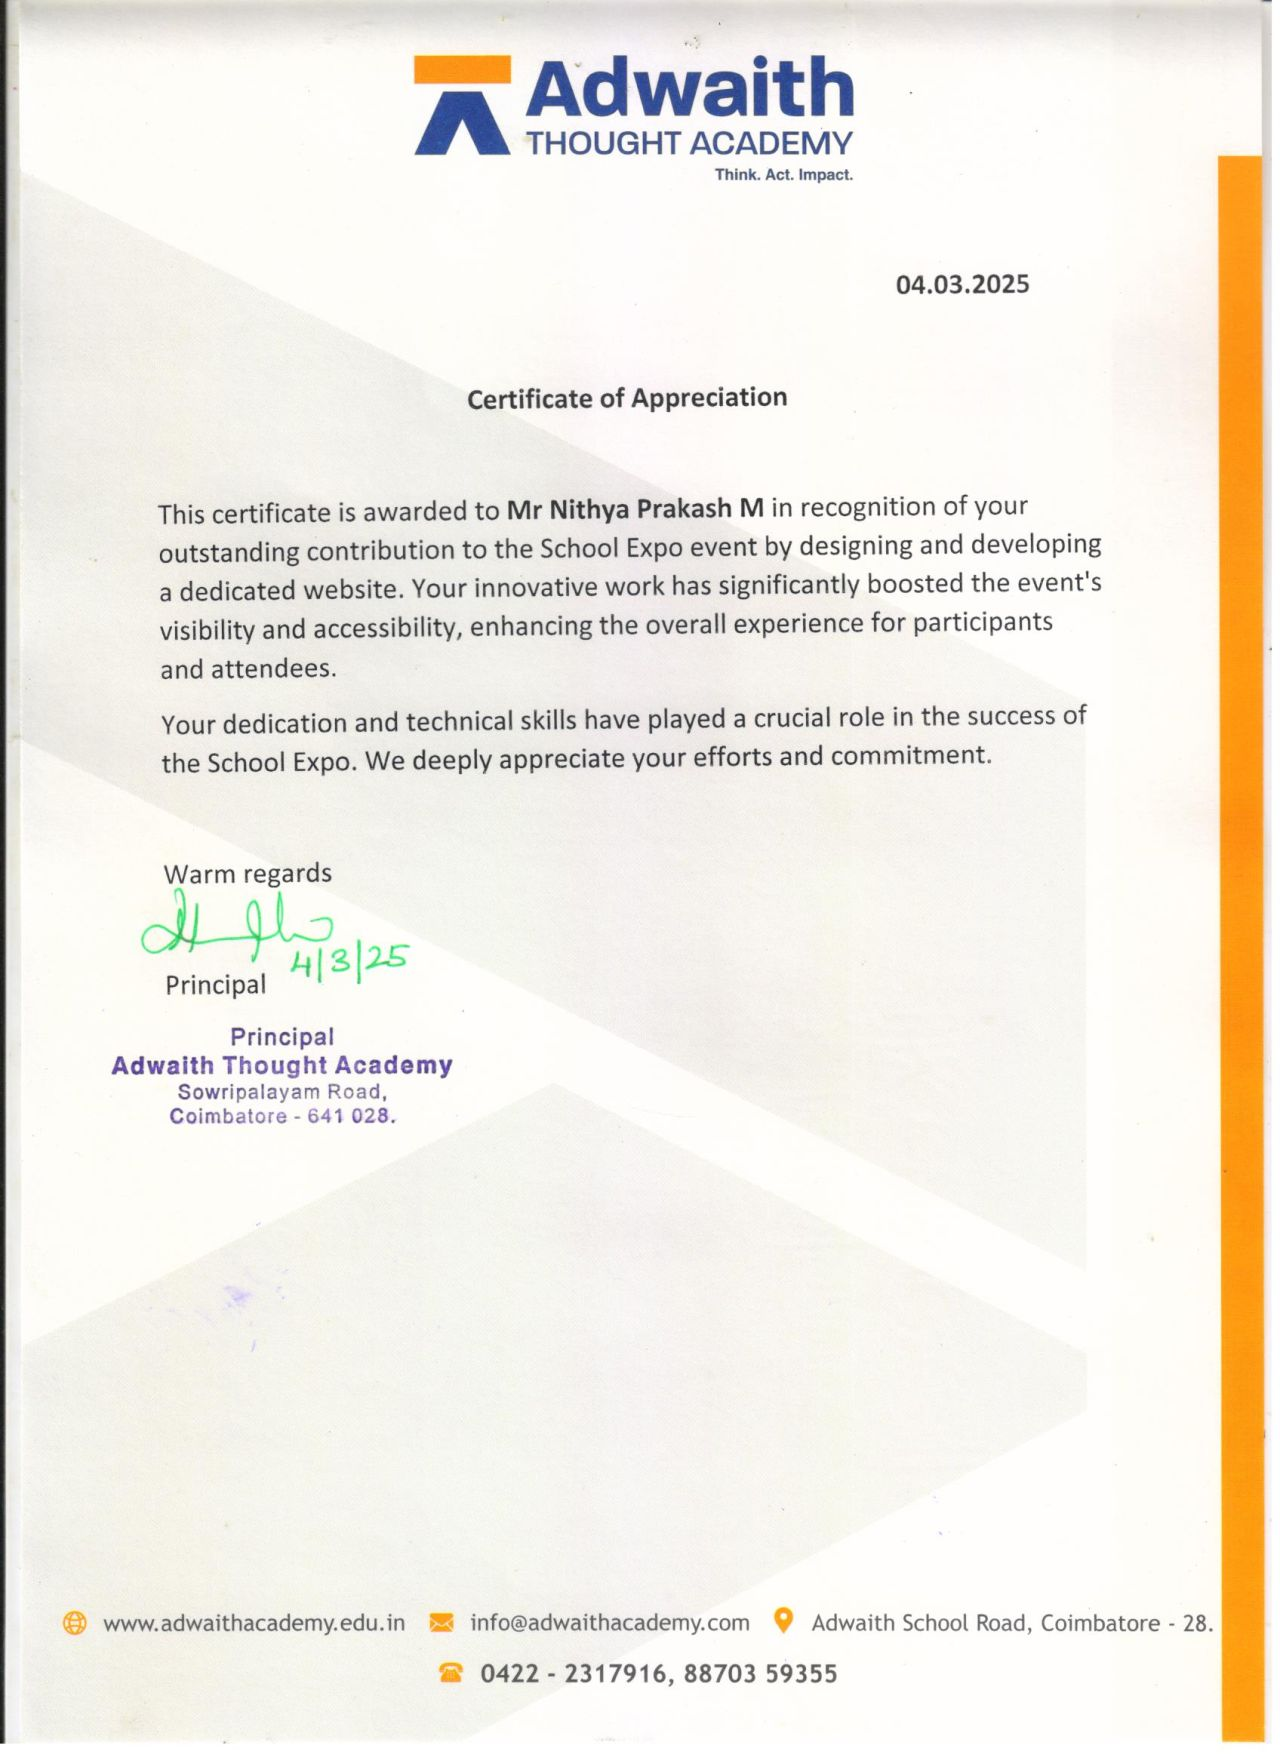 Adwaith
THOUGHT ACADEMY
Think. Act. Impact.
04.03.2025
Certificate of Appreciation
This certificate is awarded to Mr Nithya Prakash M in recognition of your
outstanding contribution to the School Expo event by designing and developing
a dedicated website. Your innovative work has significantly boosted the event's
visibility and accessibility, enhancing the overall experience for participants
and attendees.
Your dedication and technical skills have played a crucial role in the success of
the School Expo. We deeply appreciate your efforts and commitment.
Warm regards
4/3/25
Principal
Principal
Adwaith Thought Academy
Sowripalayam Road,
Coimbatore - 641 028.
www.adwaithacademy.edu.in info@adwaithacademy.com Adwaith School Road, Coimbatore - 28.
0422 - 2317916, 88703 59355